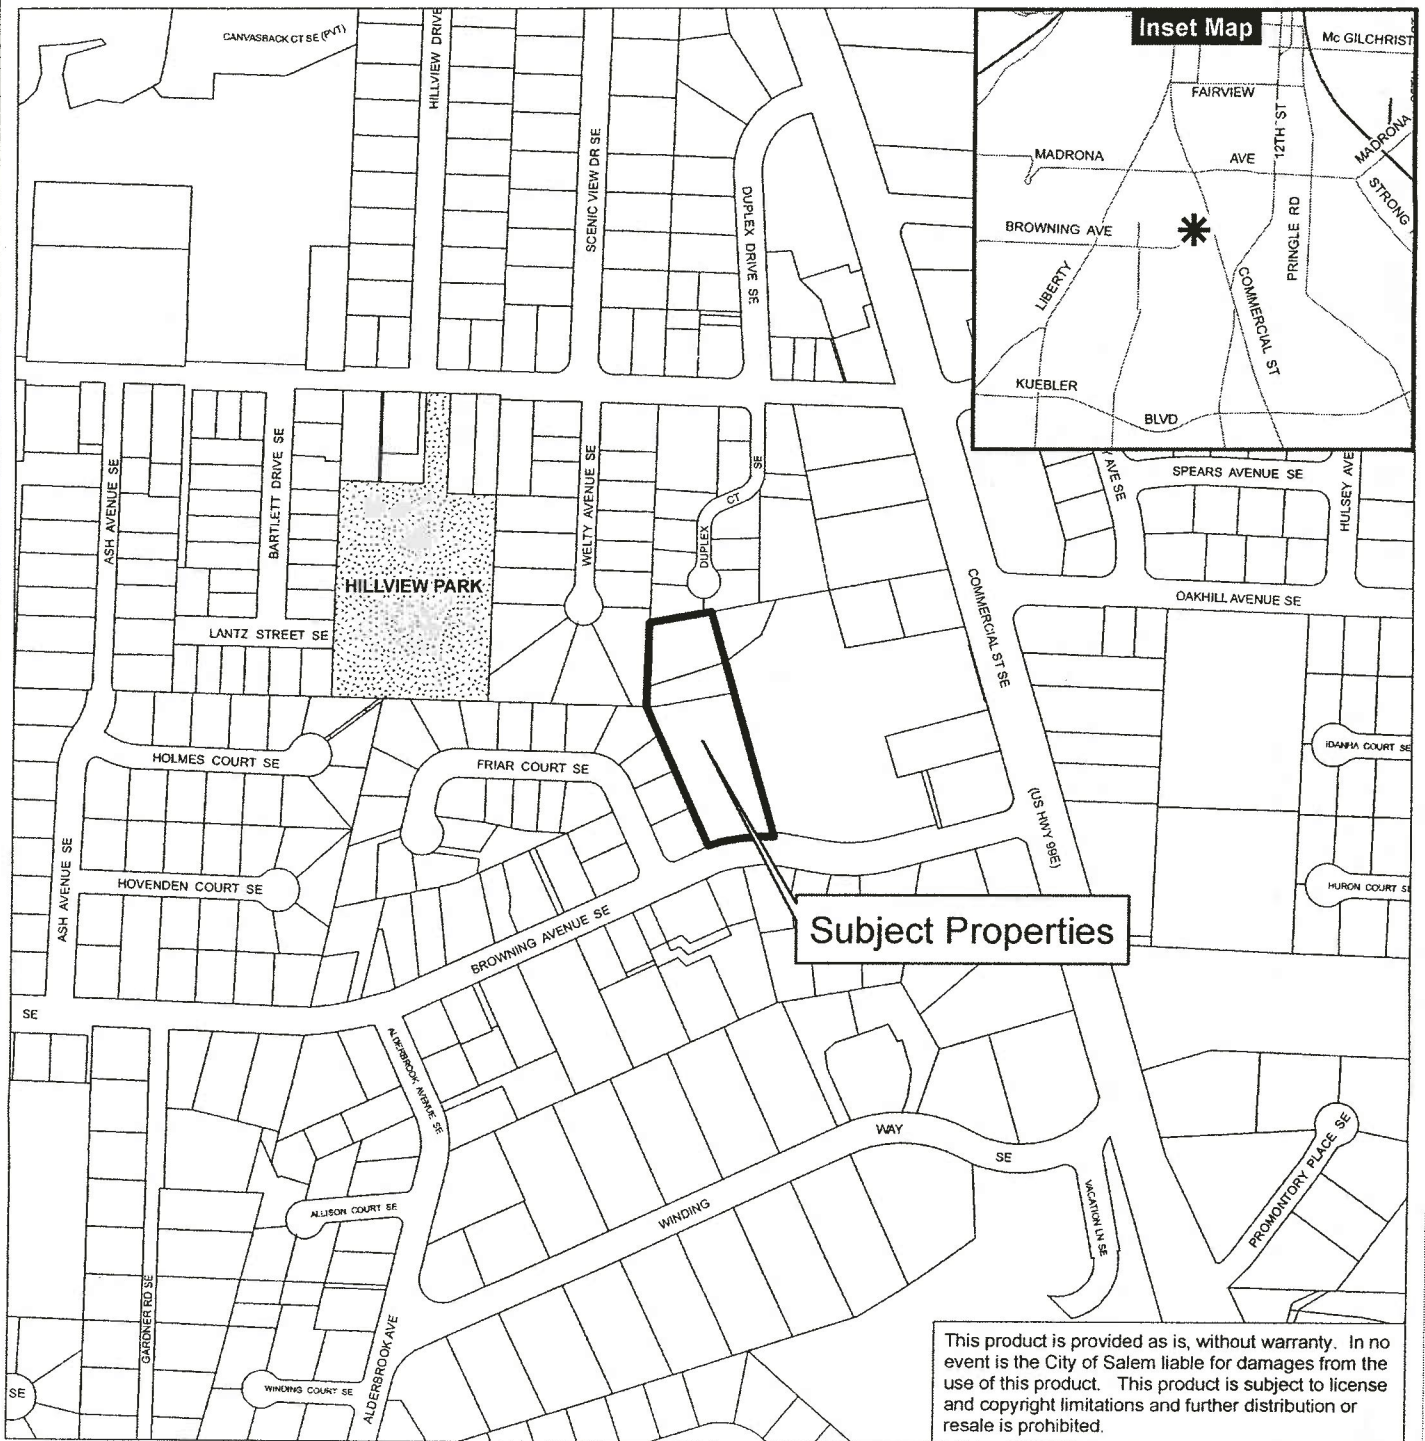 CANVASBACK CT SE (PVT)
HILLVIEW DRIVE
SCENIC VIEW DR SE
DUPLEX DRIVE SE
Inset Map
Mc GILCHRIST
FAIRVIEW
12TH ST
MADRONA
AVE
MADRONA
STRONG
BROWNING AVE
PRINGLE RD
LIBERTY
COMMERCIAL ST
KUEBLER
BLVD
ASH AVENUE SE
BARTLETT DRIVE SE
WELTY AVENUE SE
DUPLEX
CT
SE
Y AVE SE
SPEARS AVENUE SE
HULSEY AVE
HILLVIEW PARK
LANTZ STREET SE
COMMERCIAL ST SE
OAKHILL AVENUE SE
HOLMES COURT SE
FRIAR COURT SE
IDANHA COURT SE
(US HWY 99E)
ASH AVENUE SE
HOVENDEN COURT SE
HURON COURT S
Subject Properties
BROWNING AVENUE SE
SE
ALDERBROOK AVENUE SE
WAY
SE
VACATION LN SE
PROMONTORY PLACE SE
ALLISON COURT SE
WINDING
GARDNER RD SE
SE
WINDING COURT SE
ALDERBROOK AVE
This product is provided as is, without warranty. In no
event is the City of Salem liable for damages from the
use of this product. This product is subject to license
and copyright limitations and further distribution or
resale is prohibited.